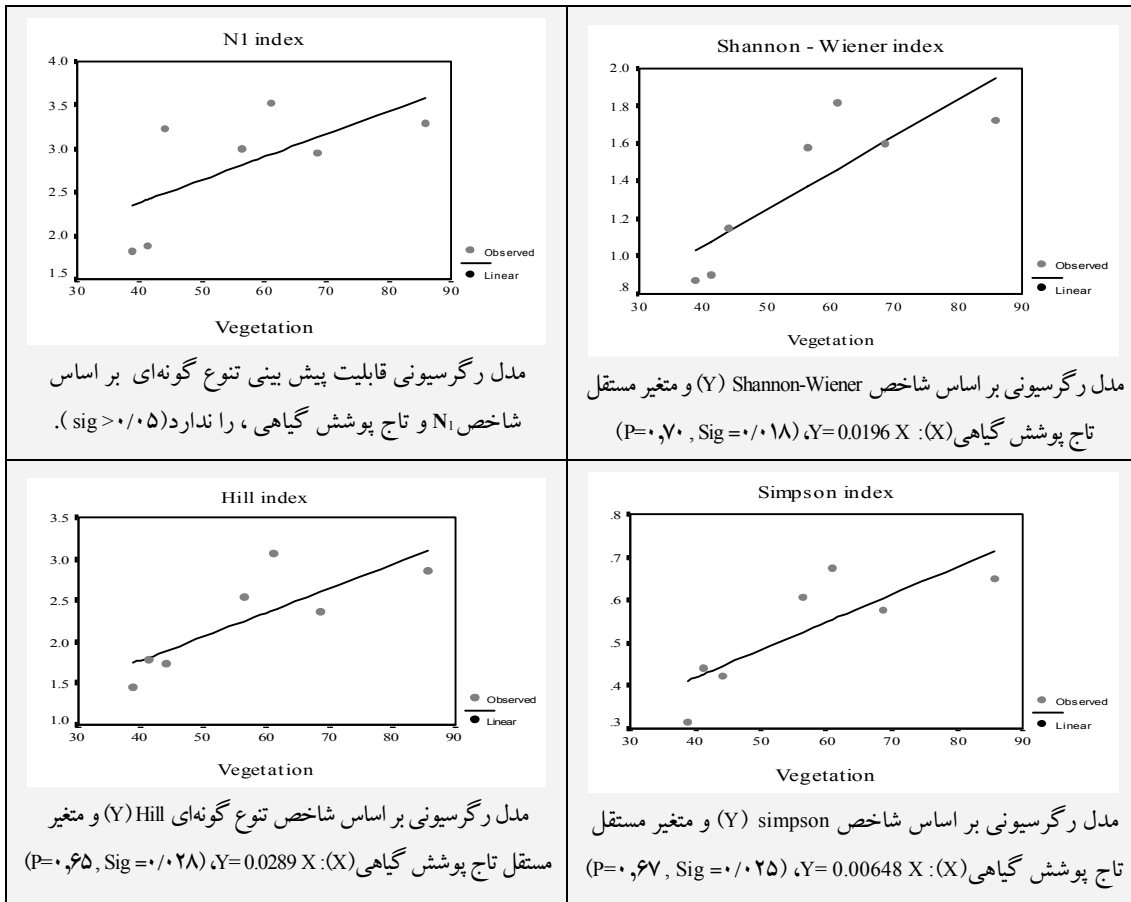 N1 index
4.0
3.5
3.0
2.5
2.0
1.5
30 40 50 60 70 80 90
Observed
Linear
Vegetation
مدل رگرسیونی قابلیت پیش بینی تنوع گونه‌ای بر اساس
شاخص N1 و تاج پوشش گیاهی ، را ندارد(sig >۰/۰۵ ).
Shannon - Wiener index
2.0
1.8
1.6
1.4
1.2
1.0
.8
30 40 50 60 70 80 90
Observed
Linear
Vegetation
مدل رگرسیونی بر اساس شاخص Shannon-Wiener (Y) و متغیر مستقل
تاج پوشش گیاهی(X): Y= 0.0196 X، (P=۰,۷۰ , Sig =۰/۰۱۸)
Hill index
3.5
3.0
2.5
2.0
1.5
1.0
30 40 50 60 70 80 90
Observed
Linear
Vegetation
مدل رگرسیونی بر اساس شاخص تنوع گونه‌ای Hill (Y) و متغیر
مستقل تاج پوشش گیاهی(X): Y= 0.0289 X، (P=۰,۶۵ , Sig =۰/۰۲۸)
Simpson index
.8
.7
.6
.5
.4
.3
30 40 50 60 70 80 90
Observed
Linear
Vegetation
مدل رگرسیونی بر اساس شاخص simpson (Y) و متغیر مستقل
تاج پوشش گیاهی(X): Y= 0.00648 X، (P=۰,۶۷ , Sig =۰/۰۲۵)